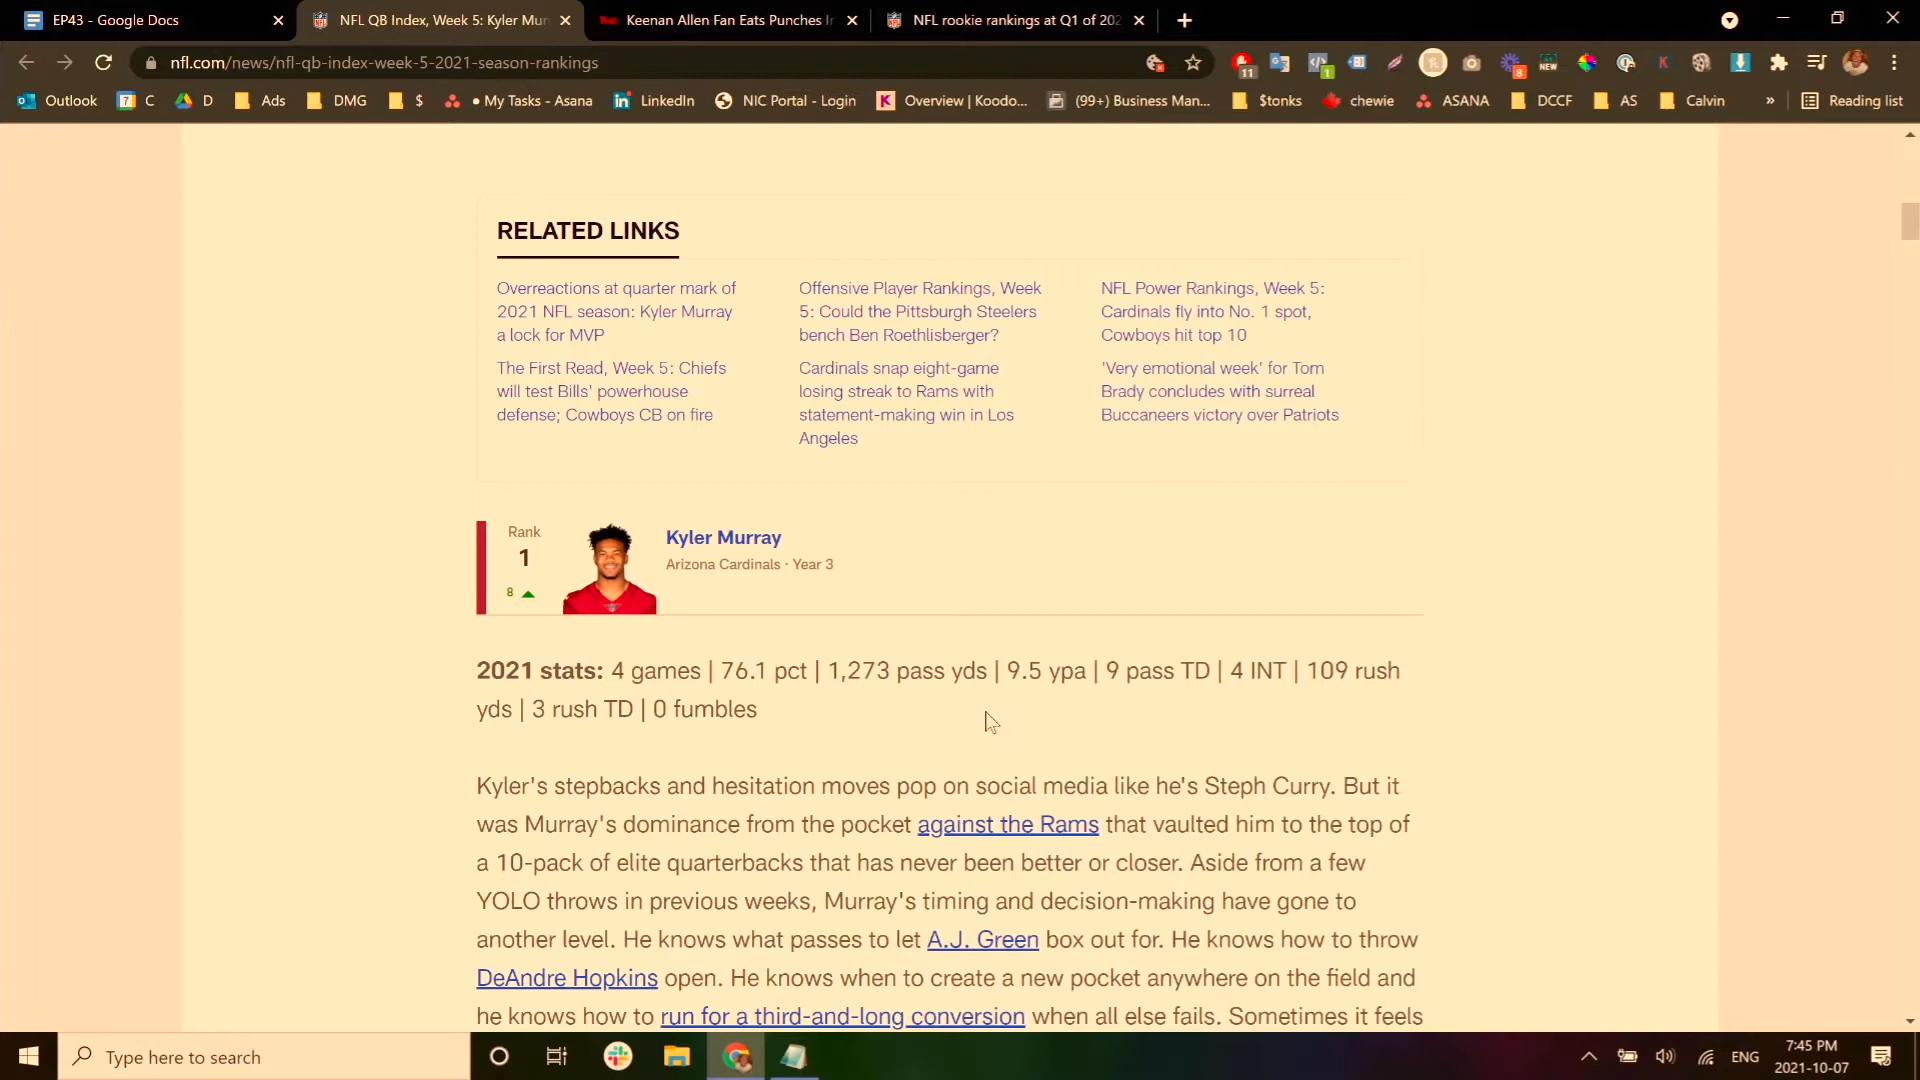 EP43 - Google Docs
NFL QB Index, Week 5: Kyler Mur
Keenan Allen Fan Eats Punches In
NFL rookie rankings at Q1 of 202
nfl.com/news/nfl-qb-index-week-5-2021-season-rankings
11
1
8
NEW
K
Outlook
7 C
D
Ads
DMG
$
• My Tasks - Asana
LinkedIn
NIC Portal - Login
Overview | Koodo...
(99+) Business Man...
$tonks
chewie
ASANA
DCCF
AS
Calvin
»
Reading list
RELATED LINKS
Overreactions at quarter mark of
2021 NFL season: Kyler Murray
a lock for MVP
Offensive Player Rankings, Week
5: Could the Pittsburgh Steelers
bench Ben Roethlisberger?
NFL Power Rankings, Week 5:
Cardinals fly into No. 1 spot,
Cowboys hit top 10
The First Read, Week 5: Chiefs
will test Bills' powerhouse
defense; Cowboys CB on fire
Cardinals snap eight-game
losing streak to Rams with
statement-making win in Los
Angeles
'Very emotional week' for Tom
Brady concludes with surreal
Buccaneers victory over Patriots
Rank
1
8
Kyler Murray
Arizona Cardinals · Year 3
2021 stats: 4 games | 76.1 pct | 1,273 pass yds | 9.5 ypa | 9 pass TD | 4 INT | 109 rush
yds | 3 rush TD | 0 fumbles
Kyler's stepbacks and hesitation moves pop on social media like he's Steph Curry. But it
was Murray's dominance from the pocket against the Rams that vaulted him to the top of
a 10-pack of elite quarterbacks that has never been better or closer. Aside from a few
YOLO throws in previous weeks, Murray's timing and decision-making have gone to
another level. He knows what passes to let A.J. Green box out for. He knows how to throw
DeAndre Hopkins open. He knows when to create a new pocket anywhere on the field and
he knows how to run for a third-and-long conversion when all else fails. Sometimes it feels
Type here to search
ENG
7:45 PM
2021-10-07